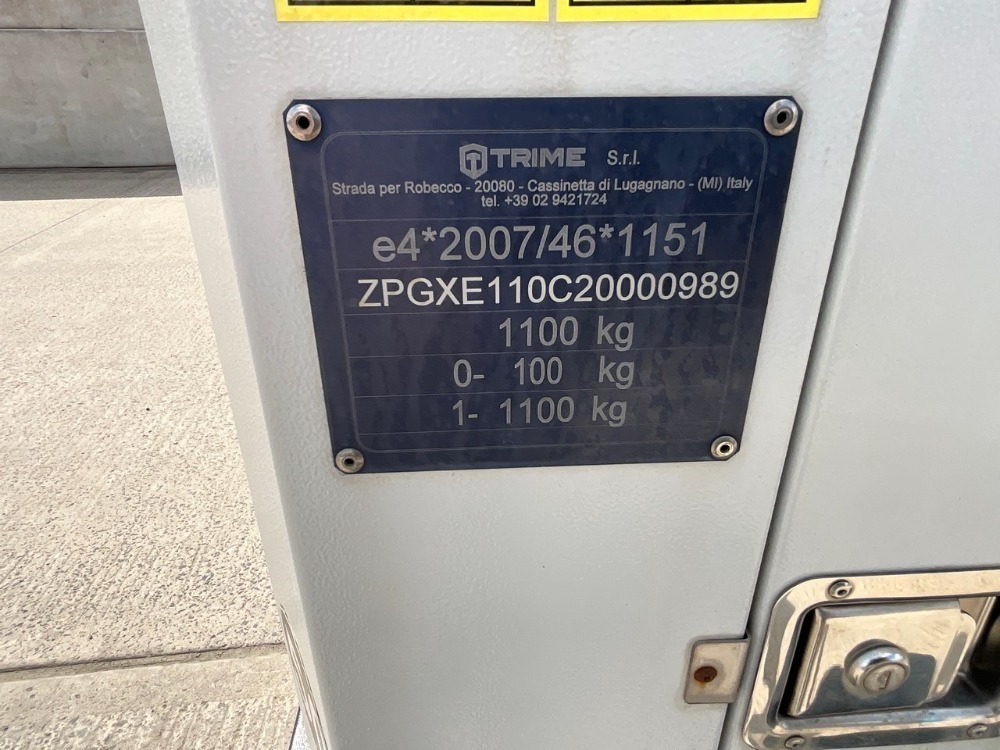 TRIME S.r.l.
Strada per Robecco - 20080 - Cassinetta di Lugagnano - (MI) Italy
tel. +39 02 9421724
e4*2007/46*1151
ZPGXE110C20000989
1100 kg
0- 100 kg
1- 1100 kg